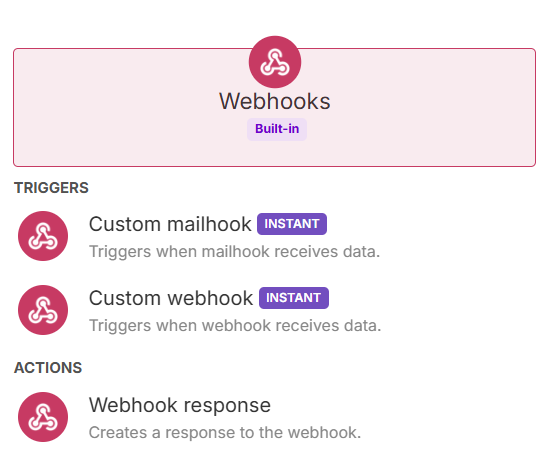 Webhooks
Built-in
TRIGGERS
Custom mailhook INSTANT
Triggers when mailhook receives data.
Custom webhook INSTANT
Triggers when webhook receives data.
ACTIONS
Webhook response
Creates a response to the webhook.